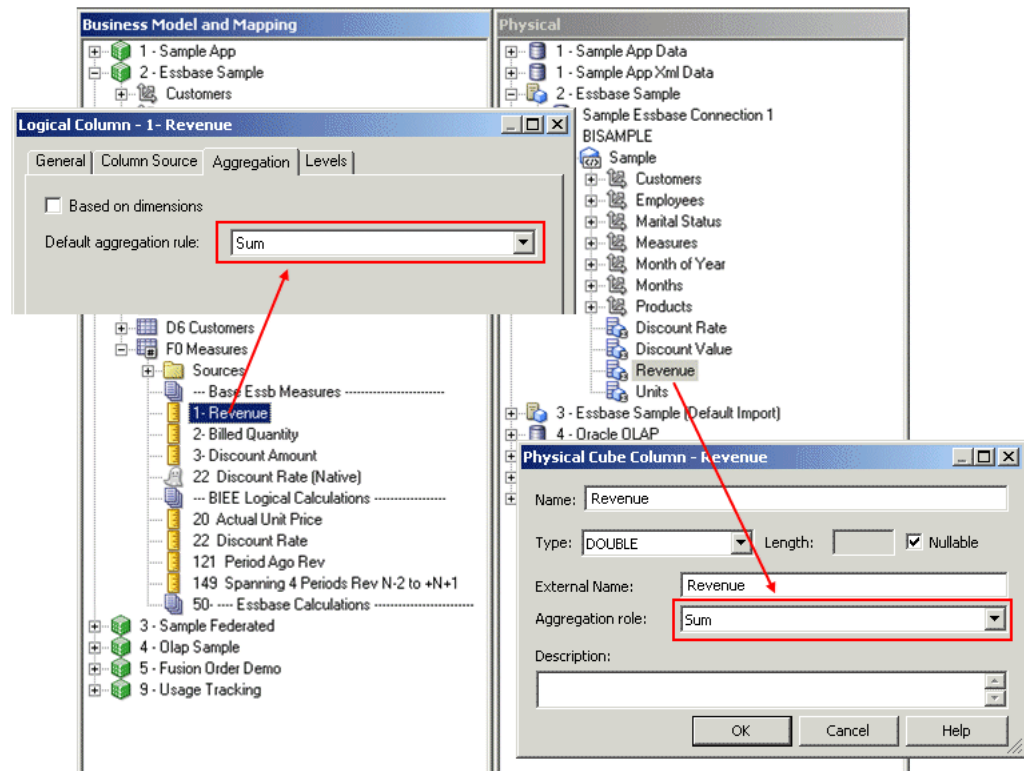 Business Model and Mapping
1 - Sample App
2 - Essbase Sample
Customers
Logical Column - 1- Revenue
General
Column Source
Aggregation
Levels
Based on dimensions
Default aggregation rule:
Sum
D6 Customers
F0 Measures
Sources
--- Base Essb Measures ------------------
1- Revenue
2- Billed Quantity
3- Discount Amount
22 Discount Rate (Native)
--- BIEE Logical Calculations -----------------
20 Actual Unit Price
22 Discount Rate
121 Period Ago Rev
149 Spanning 4 Periods Rev N-2 to +N+1
50- ---- Essbase Calculations ------------------------
3 - Sample Federated
4 - Olap Sample
5 - Fusion Order Demo
9 - Usage Tracking
Physical
1 - Sample App Data
1 - Sample App Xml Data
2 - Essbase Sample
Sample Essbase Connection 1
BISAMPLE
Sample
Customers
Employees
Marital Status
Measures
Month of Year
Months
Products
Discount Rate
Discount Value
Revenue
Units
3 - Essbase Sample (Default Import)
4 - Oracle OLAP
Physical Cube Column - Revenue
Name: Revenue
Type: DOUBLE Length: Nullable
External Name: Revenue
Aggregation role: Sum
Description:
OK Cancel Help